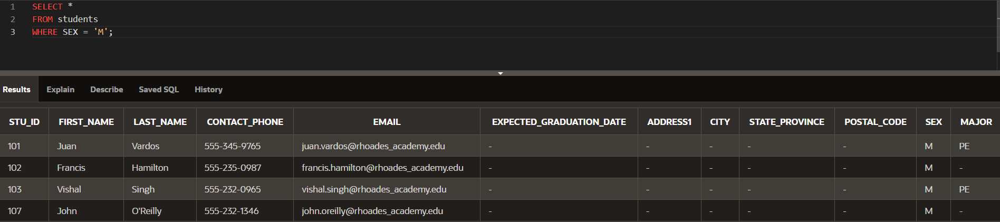 1 SELECT *
2 FROM students
3 WHERE SEX = 'M';
Results Explain Describe Saved SQL History
STU_ID FIRST_NAME LAST_NAME CONTACT_PHONE EMAIL EXPECTED_GRADUATION_DATE ADDRESS1 CITY STATE_PROVINCE POSTAL_CODE SEX MAJOR
101 Juan Vardos 555-345-9765 juan.vardos@rhoades_academy.edu - - - - - M PE
102 Francis Hamilton 555-235-0987 francis.hamilton@rhoades_academy.edu - - - - - M -
103 Vishal Singh 555-232-0965 vishal.singh@rhoades_academy.edu - - - - - M PE
107 John O'Reilly 555-232-1346 john.oreilly@rhoades_academy.edu - - - - - M -